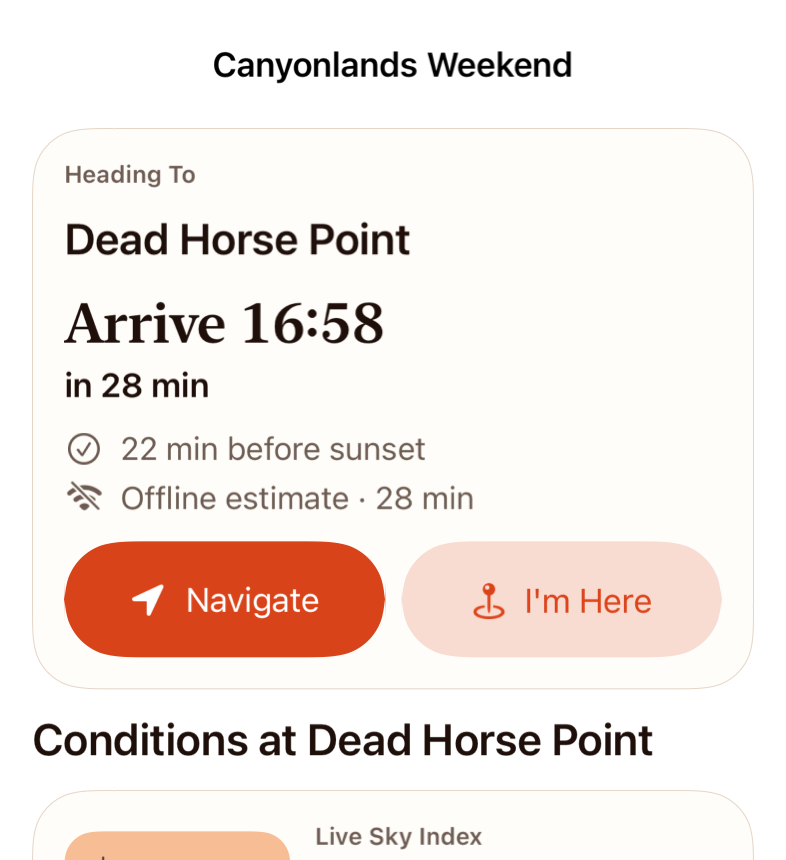 Canyonlands Weekend
Heading To
Dead Horse Point
Arrive 16:58
in 28 min
22 min before sunset
Offline estimate · 28 min
Navigate
I'm Here
Conditions at Dead Horse Point
Live Sky Index